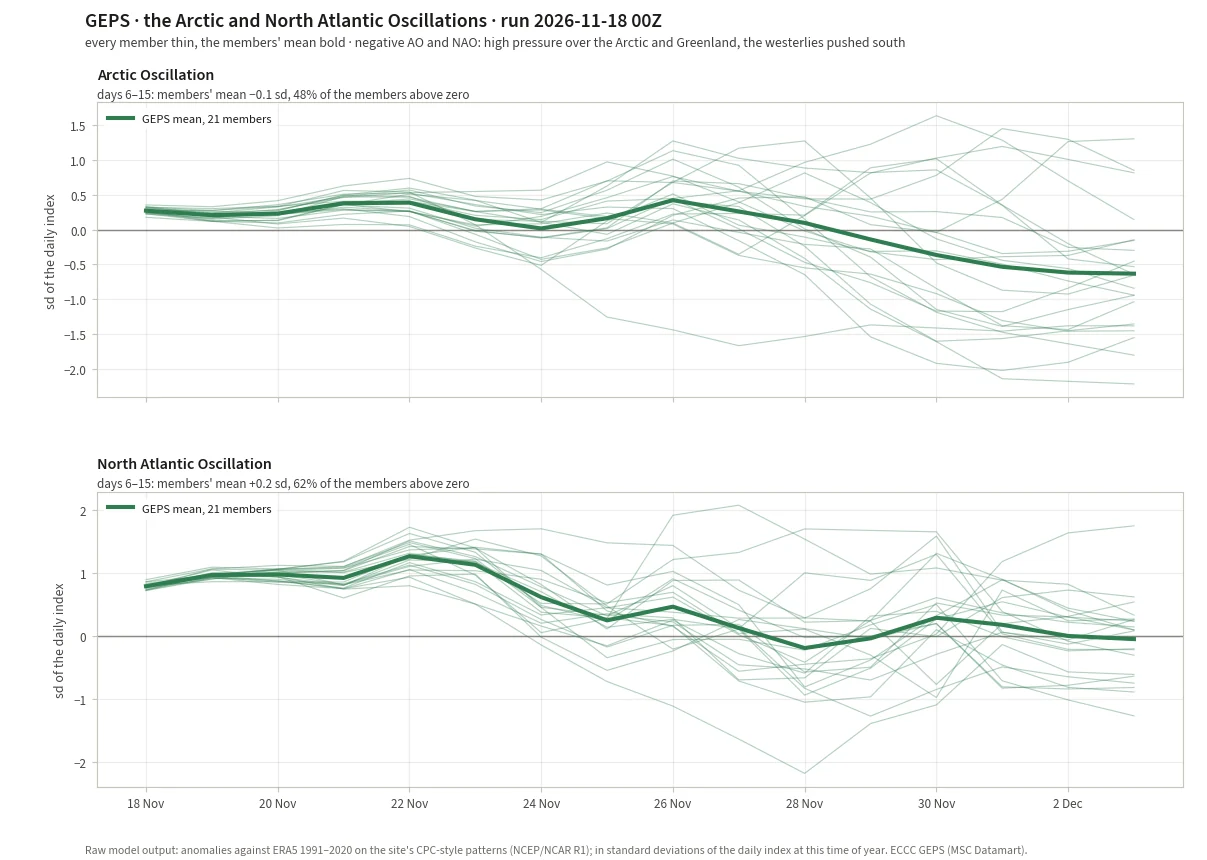 GEPS · the Arctic and North Atlantic Oscillations · run 2026-11-18 00Z
every member thin, the members' mean bold · negative AO and NAO: high pressure over the Arctic and Greenland, the westerlies pushed south
Arctic Oscillation
days 6–15: members' mean −0.1 sd, 48% of the members above zero
GEPS mean, 21 members
sd of the daily index
1.5
1.0
0.5
0.0
−0.5
−1.0
−1.5
−2.0
North Atlantic Oscillation
days 6–15: members' mean +0.2 sd, 62% of the members above zero
GEPS mean, 21 members
sd of the daily index
2
1
0
−1
−2
18 Nov 20 Nov 22 Nov 24 Nov 26 Nov 28 Nov 30 Nov 2 Dec
Raw model output: anomalies against ERA5 1991–2020 on the site's CPC-style patterns (NCEP/NCAR R1); in standard deviations of the daily index at this time of year. ECCC GEPS (MSC Datamart).